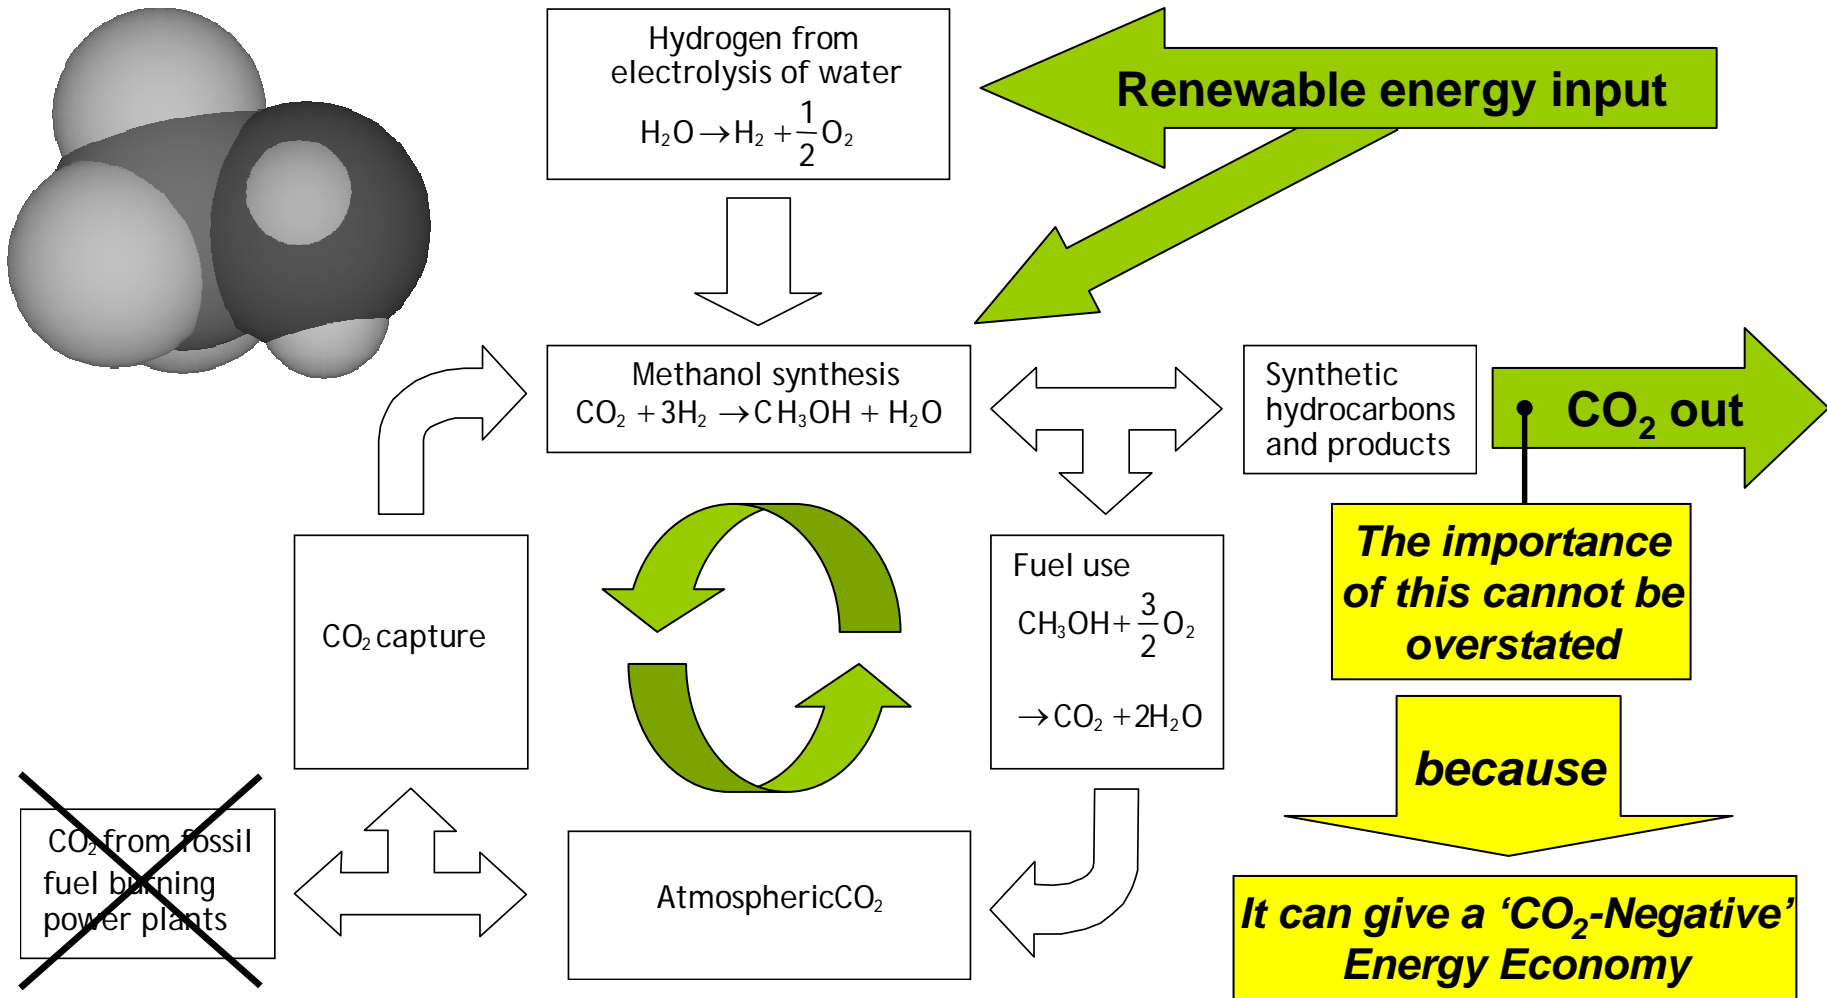 Hydrogen from
electrolysis of water
H₂O → H₂ + 1/2 O₂
Renewable energy input
Methanol synthesis
CO₂ + 3H₂ → CH₃OH + H₂O
Synthetic
hydrocarbons
and products
CO₂ out
The importance
of this cannot be
overstated
Fuel use
CH₃OH + 3/2 O₂
→ CO₂ + 2H₂O
CO₂ capture
because
CO₂ from fossil
fuel burning
power plants
AtmosphericCO₂
It can give a ‘CO₂-Negative’
Energy Economy